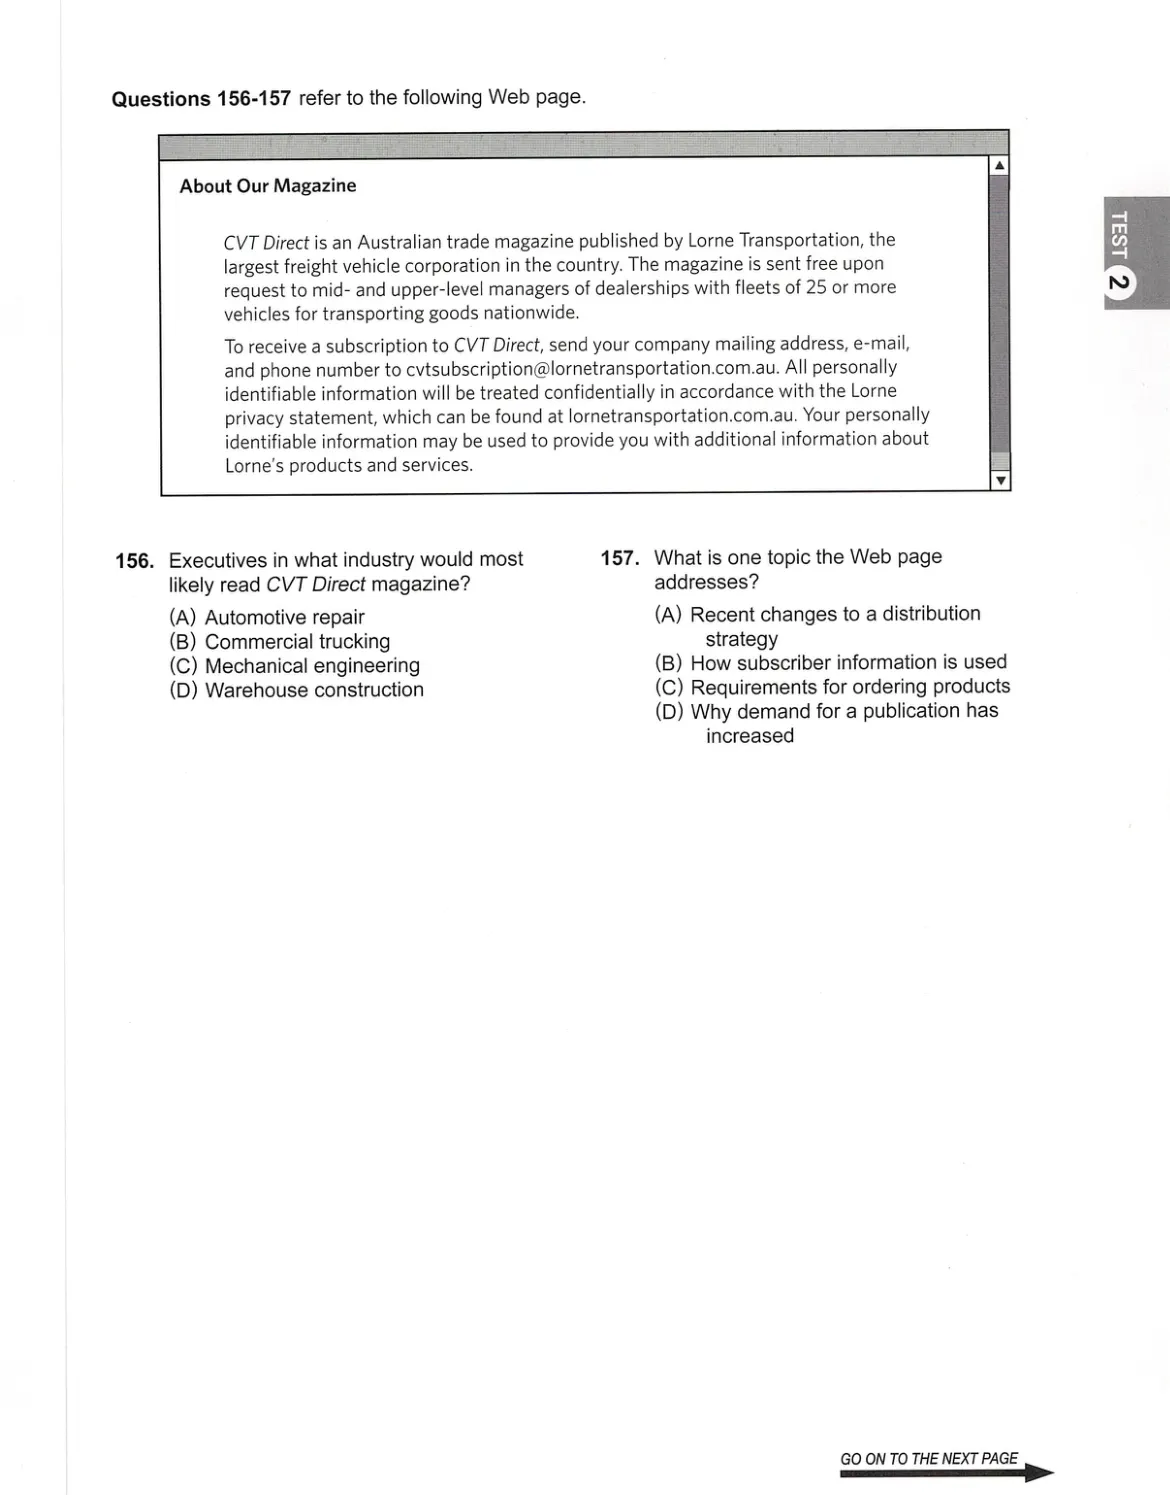 Questions 156-157 refer to the following Web page.
About Our Magazine
CVT Direct is an Australian trade magazine published by Lorne Transportation, the
largest freight vehicle corporation in the country. The magazine is sent free upon
request to mid- and upper-level managers of dealerships with fleets of 25 or more
vehicles for transporting goods nationwide.
To receive a subscription to CVT Direct, send your company mailing address, e-mail,
and phone number to cvtsubscription@lornetransportation.com.au. All personally
identifiable information will be treated confidentially in accordance with the Lorne
privacy statement, which can be found at lornetransportation.com.au. Your personally
identifiable information may be used to provide you with additional information about
Lorne's products and services.
TEST 2
156. Executives in what industry would most
likely read CVT Direct magazine?
(A) Automotive repair
(B) Commercial trucking
(C) Mechanical engineering
(D) Warehouse construction
157. What is one topic the Web page
addresses?
(A) Recent changes to a distribution
strategy
(B) How subscriber information is used
(C) Requirements for ordering products
(D) Why demand for a publication has
increased
GO ON TO THE NEXT PAGE